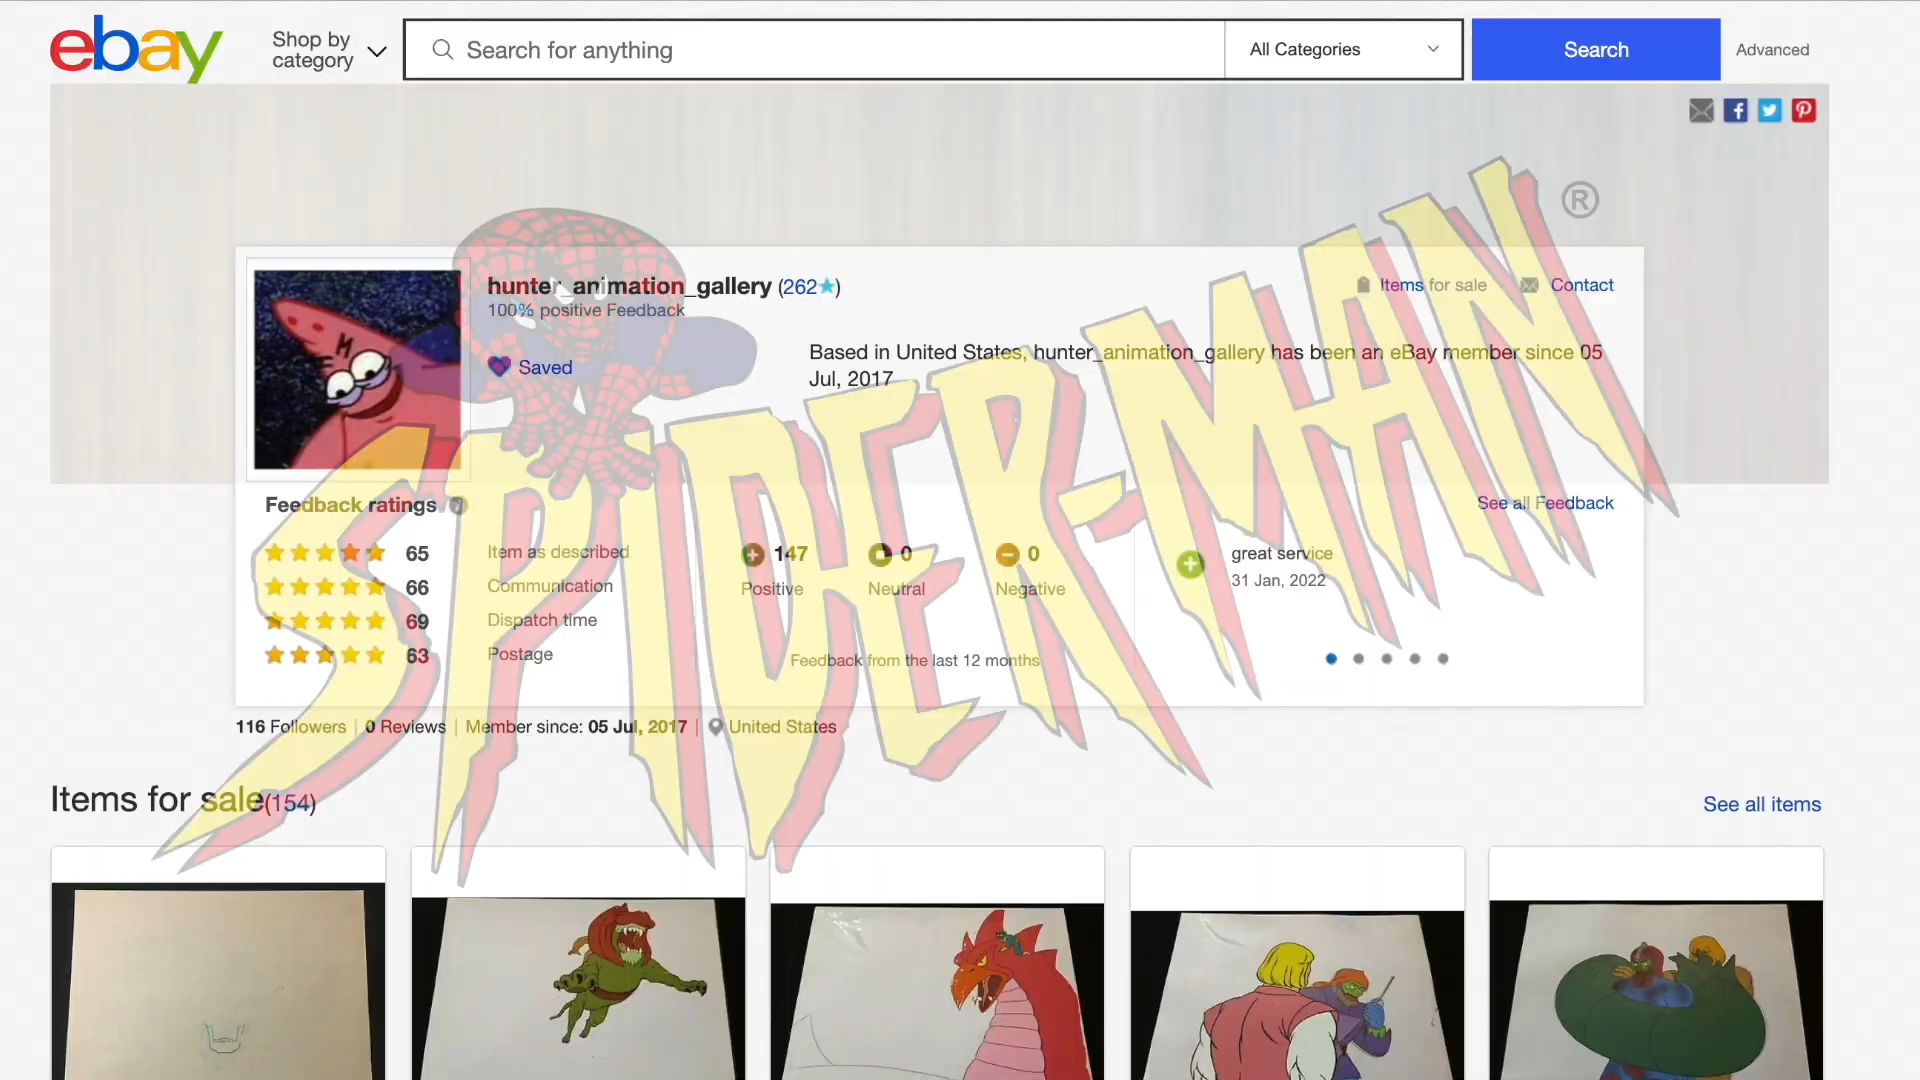 ebay
Shop by
category
Search for anything
All Categories
Search
Advanced
®
hunter_animation_gallery (262)
100% positive Feedback
Items for sale
Contact
Saved
Based in United States, hunter_animation_gallery has been an eBay member since 05
Jul, 2017
SPIDER-MAN
Feedback ratings
See all Feedback
65 Item as described
66 Communication
69 Dispatch time
63 Postage
147
Positive
0
Neutral
0
Negative
Feedback from the last 12 months
great service
31 Jan, 2022
116 Followers | 0 Reviews | Member since: 05 Jul, 2017 | United States
Items for sale(154)
See all items